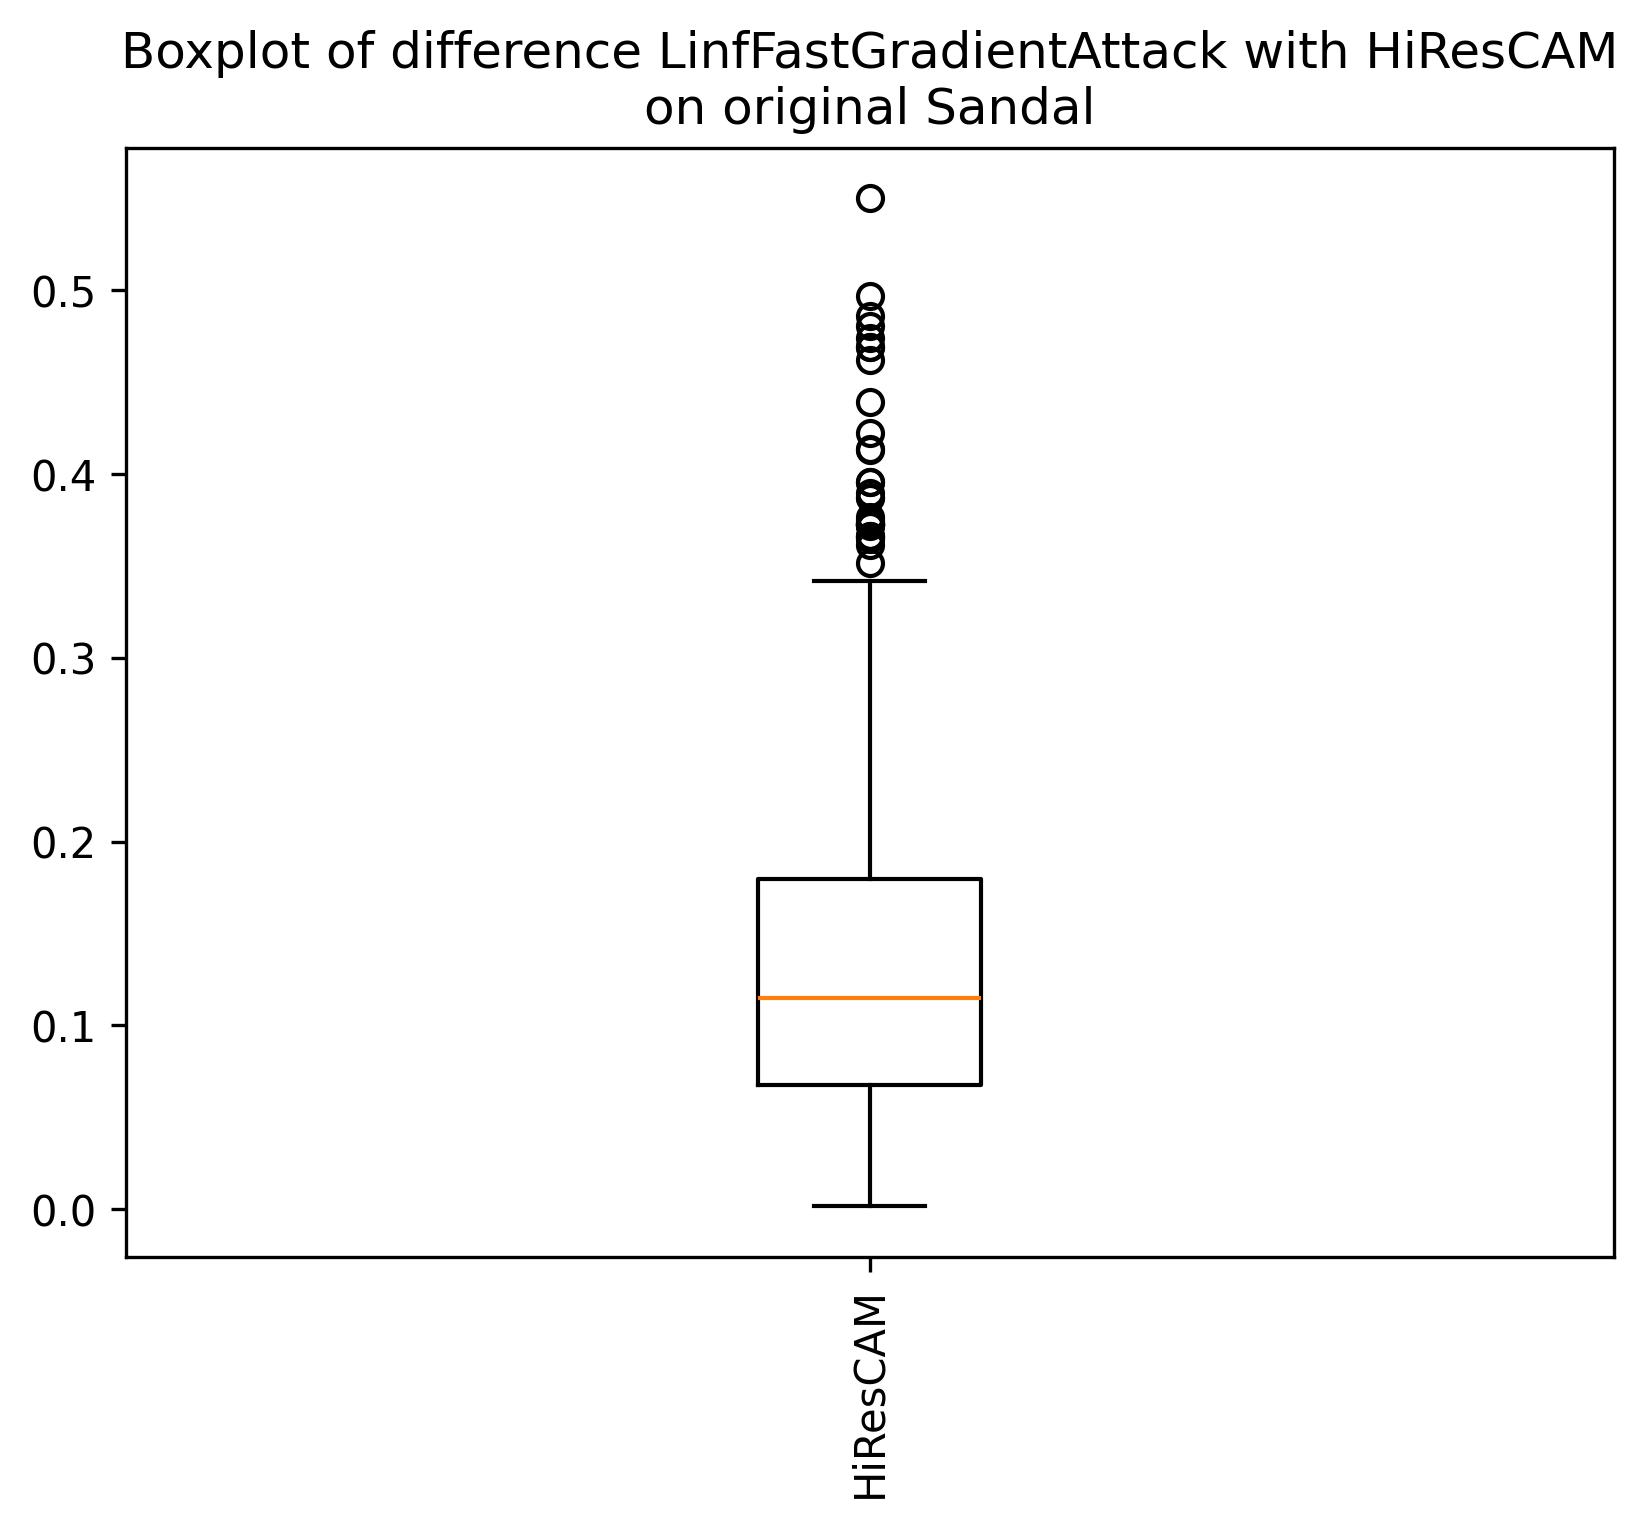 Boxplot of difference LinfFastGradientAttack with HiResCAM
on original Sandal
0.5
0.4
0.3
0.2
0.1
0.0
HiResCAM